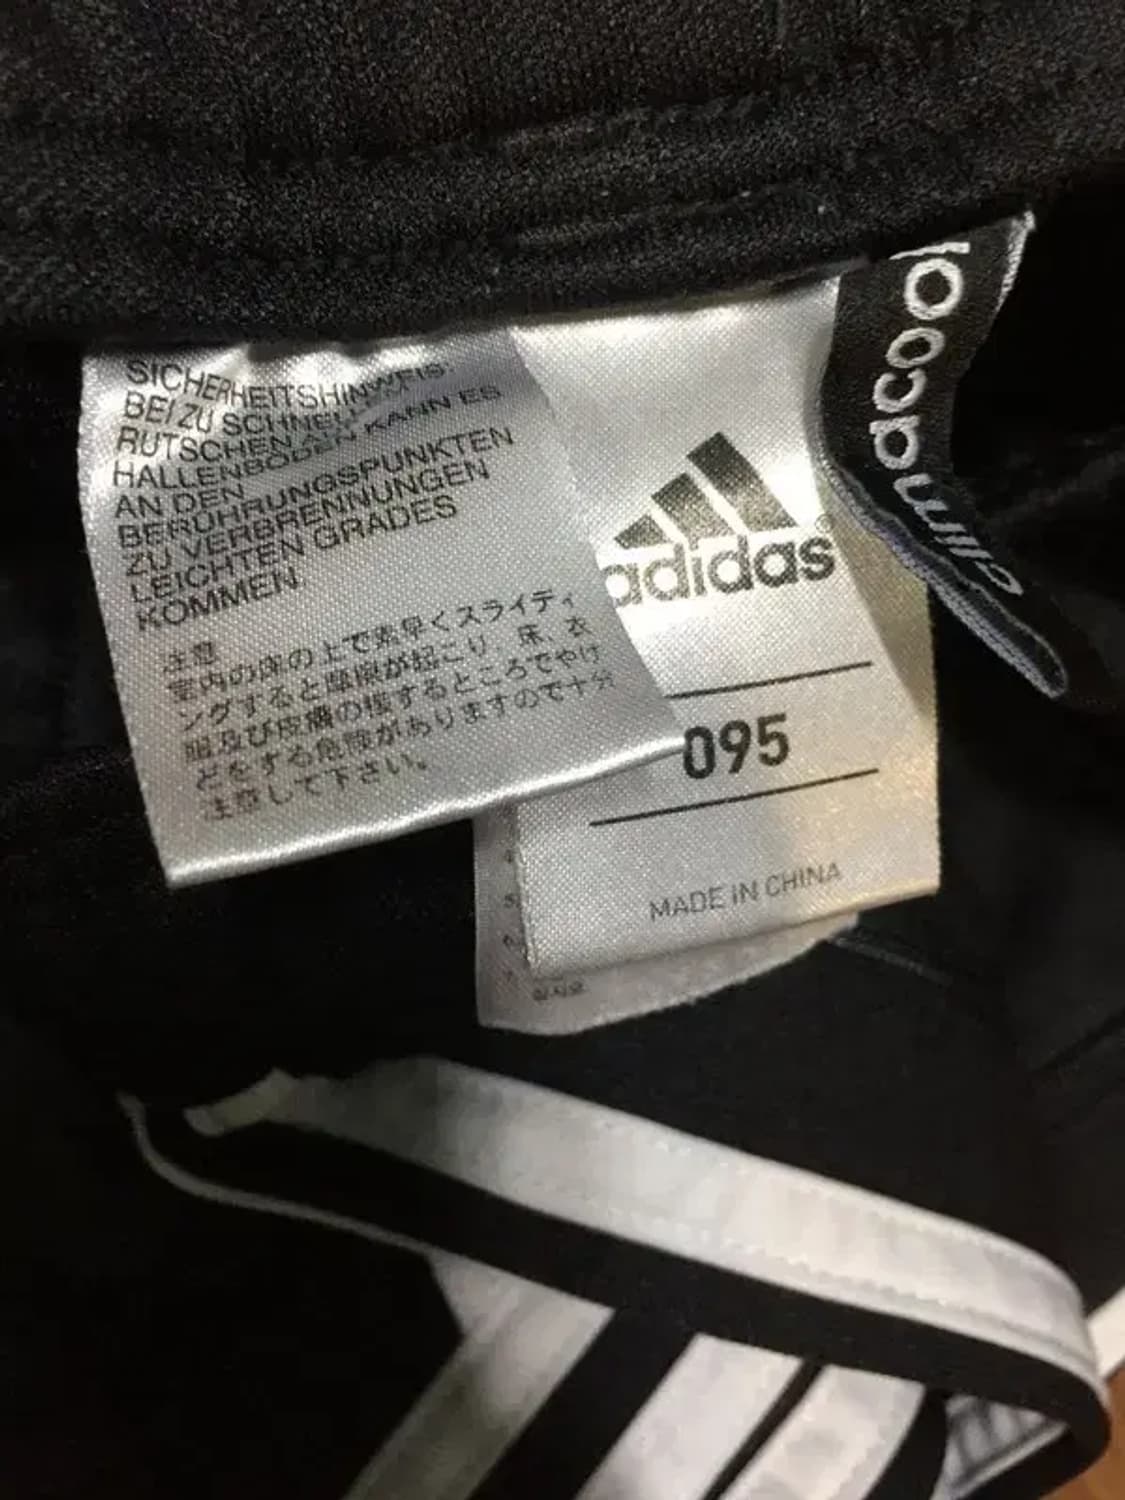 SICHERHEITSHINWEIS:
BEI ZU SCHNELLEM
RUTSCHEN AUF KANN ES
HALLENBÖDEN
AN DEN
BERÜHRUNGSPUNKTEN
ZU VERBRENNUNGEN
LEICHTEN GRADES
KOMMEN.
注意
室内の床の上で素早くスライディ
ングすると摩擦が起こり、床、衣
服及び皮膚の接するところでやけ
どをする危険がありますので十分
注意して下さい。
adidas
095
MADE IN CHINA
climacool